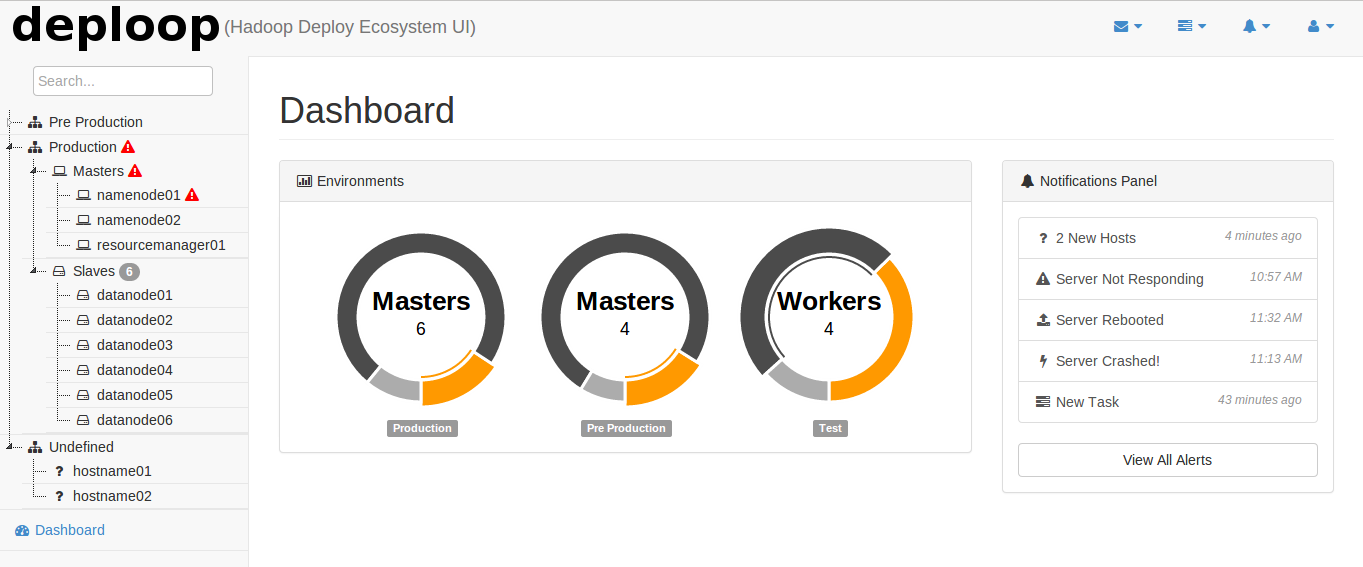 deploop (Hadoop Deploy Ecosystem UI)
Search...
Pre Production
Production
Masters
namenode01
namenode02
resourcemanager01
Slaves 6
datanode01
datanode02
datanode03
datanode04
datanode05
datanode06
Undefined
? hostname01
? hostname02
Dashboard
Dashboard
Environments
Masters
6
Production
Masters
4
Pre Production
Workers
4
Test
Notifications Panel
? 2 New Hosts 4 minutes ago
Server Not Responding 10:57 AM
Server Rebooted 11:32 AM
Server Crashed! 11:13 AM
New Task 43 minutes ago
View All Alerts